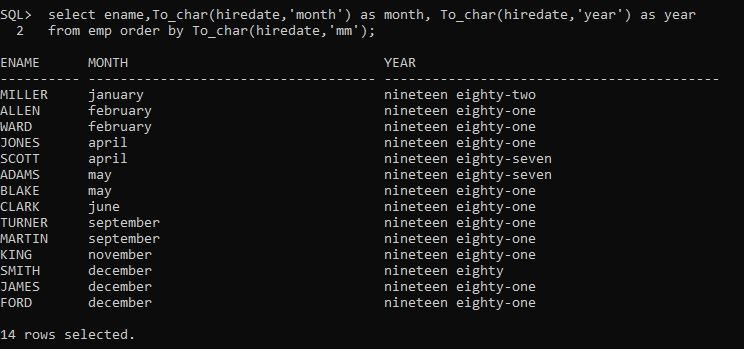 SQL> select ename,To_char(hiredate,'month') as month, To_char(hiredate,'year') as year
2 from emp order by To_char(hiredate,'mm');
ENAME MONTH YEAR
---------- ------------------------------------ ------------------------------------------
MILLER january nineteen eighty-two
ALLEN february nineteen eighty-one
WARD february nineteen eighty-one
JONES april nineteen eighty-one
SCOTT april nineteen eighty-seven
ADAMS may nineteen eighty-seven
BLAKE may nineteen eighty-one
CLARK june nineteen eighty-one
TURNER september nineteen eighty-one
MARTIN september nineteen eighty-one
KING november nineteen eighty-one
SMITH december nineteen eighty
JAMES december nineteen eighty-one
FORD december nineteen eighty-one
14 rows selected.